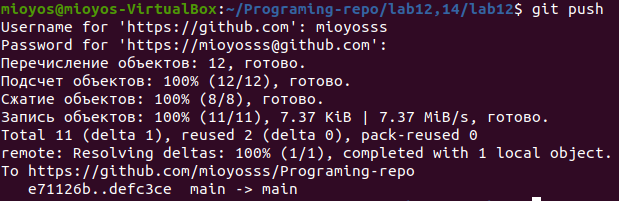 mioyos@mioyos-VirtualBox:~/Programing-repo/lab12,14/lab12$ git push
Username for 'https://github.com': mioyosss
Password for 'https://mioyosss@github.com':
Перечисление объектов: 12, готово.
Подсчет объектов: 100% (12/12), готово.
Сжатие объектов: 100% (8/8), готово.
Запись объектов: 100% (11/11), 7.37 KiB | 7.37 MiB/s, готово.
Total 11 (delta 1), reused 2 (delta 0), pack-reused 0
remote: Resolving deltas: 100% (1/1), completed with 1 local object.
To https://github.com/mioyosss/Programing-repo
   e71126b..defc3ce  main -> main